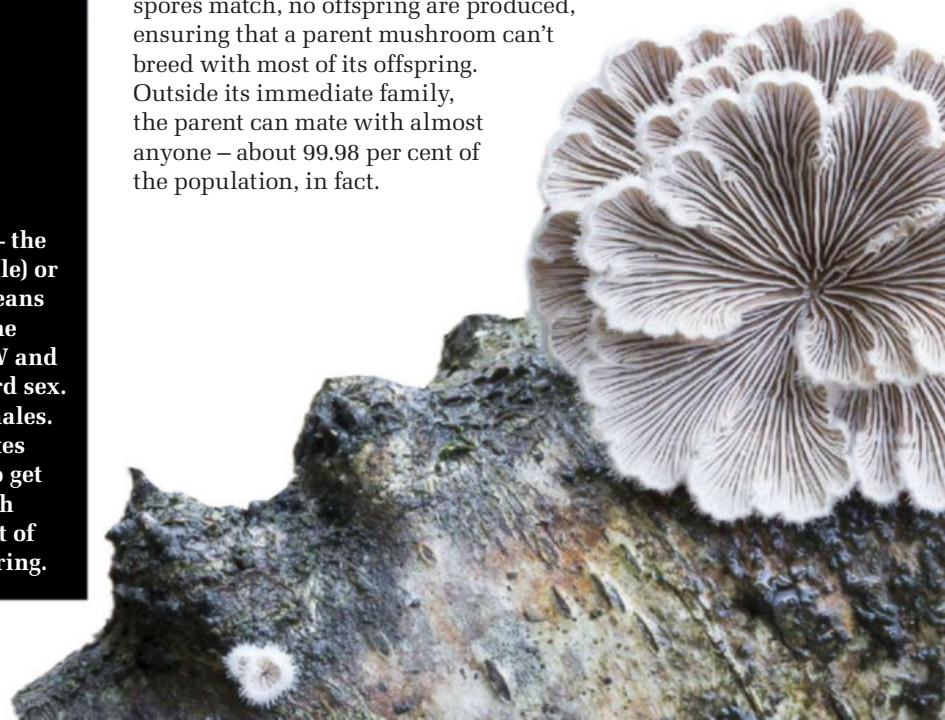 spores match, no offspring are produced,
ensuring that a parent mushroom can't
breed with most of its offspring.
Outside its immediate family,
the parent can mate with almost
anyone – about 99.98 per cent of
the population, in fact.
– the
le) or
eans
ne
W and
rd sex.
ales.
tes
o get
h
t of
ring.